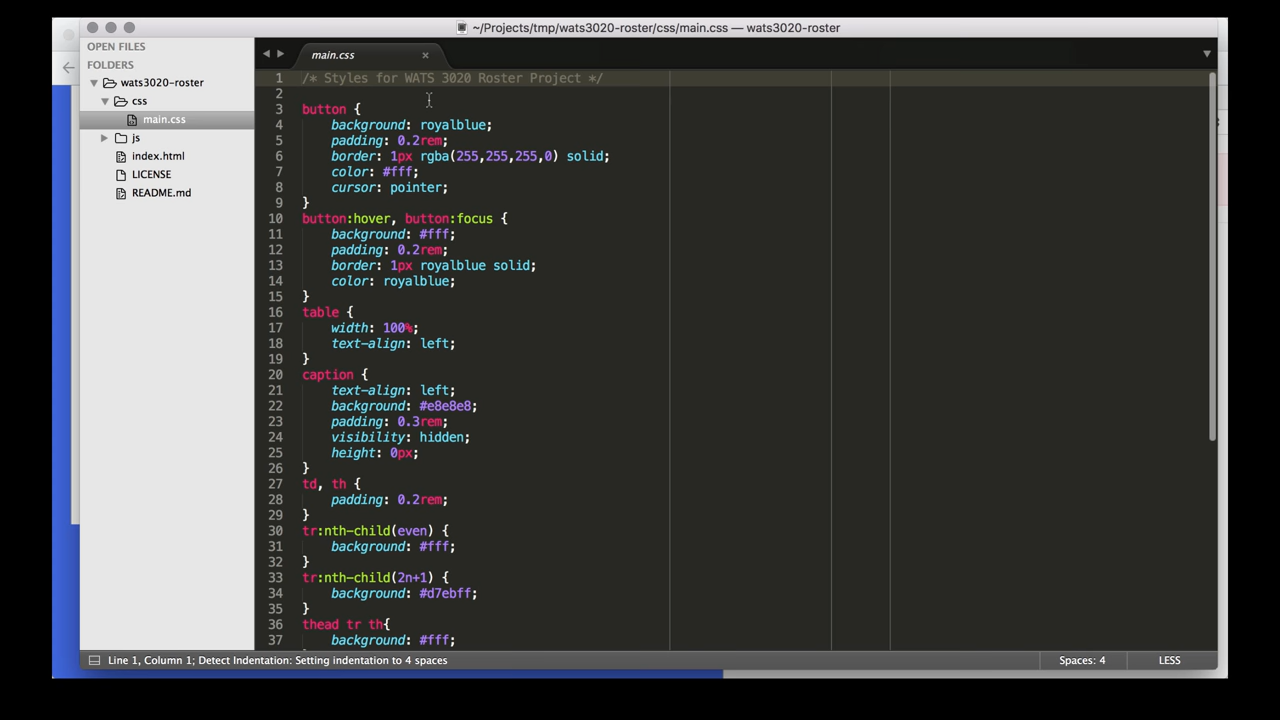 ~/Projects/tmp/wats3020-roster/css/main.css — wats3020-roster
OPEN FILES
FOLDERS
wats3020-roster
css
main.css
js
index.html
LICENSE
README.md
main.css ×
1 /* Styles for WATS 3020 Roster Project */
2
3 button {
4 background: royalblue;
5 padding: 0.2rem;
6 border: 1px rgba(255,255,255,0) solid;
7 color: #fff;
8 cursor: pointer;
9 }
10 button:hover, button:focus {
11 background: #fff;
12 padding: 0.2rem;
13 border: 1px royalblue solid;
14 color: royalblue;
15 }
16 table {
17 width: 100%;
18 text-align: left;
19 }
20 caption {
21 text-align: left;
22 background: #e8e8e8;
23 padding: 0.3rem;
24 visibility: hidden;
25 height: 0px;
26 }
27 td, th {
28 padding: 0.2rem;
29 }
30 tr:nth-child(even) {
31 background: #fff;
32 }
33 tr:nth-child(2n+1) {
34 background: #d7ebff;
35 }
36 thead tr th{
37 background: #fff;
Line 1, Column 1; Detect Indentation: Setting indentation to 4 spaces
Spaces: 4
LESS